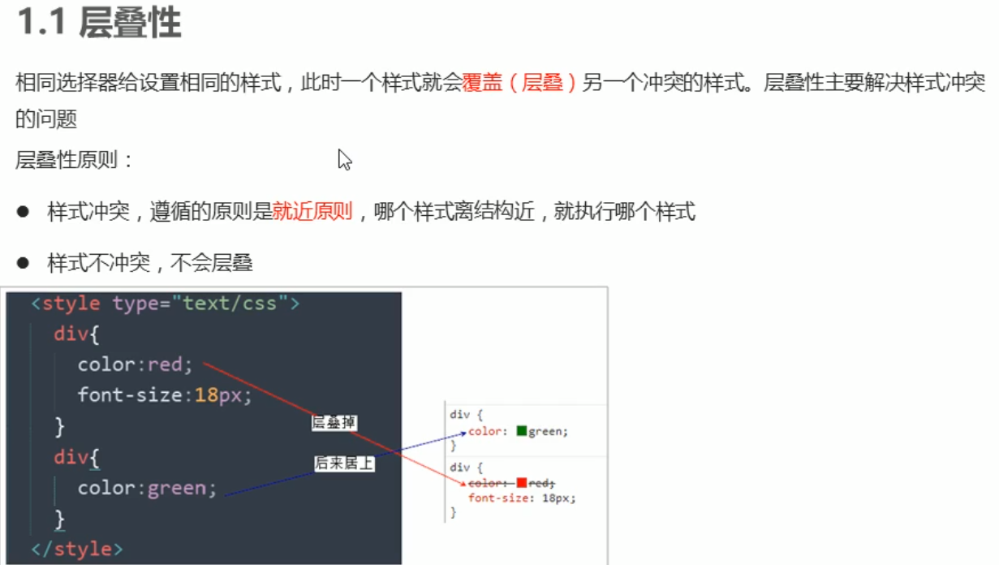 1.1 层叠性
相同选择器给设置相同的样式，此时一个样式就会覆盖（层叠）另一个冲突的样式。层叠性主要解决样式冲突
的问题
层叠性原则：
● 样式冲突，遵循的原则是就近原则，哪个样式离结构近，就执行哪个样式
● 样式不冲突，不会层叠
<style type="text/css">
div{
color:red;
font-size:18px;
}
div{
color:green;
}
</style>
层叠掉
后来居上
div {
color: green;
}
div {
color: red;
font-size: 18px;
}